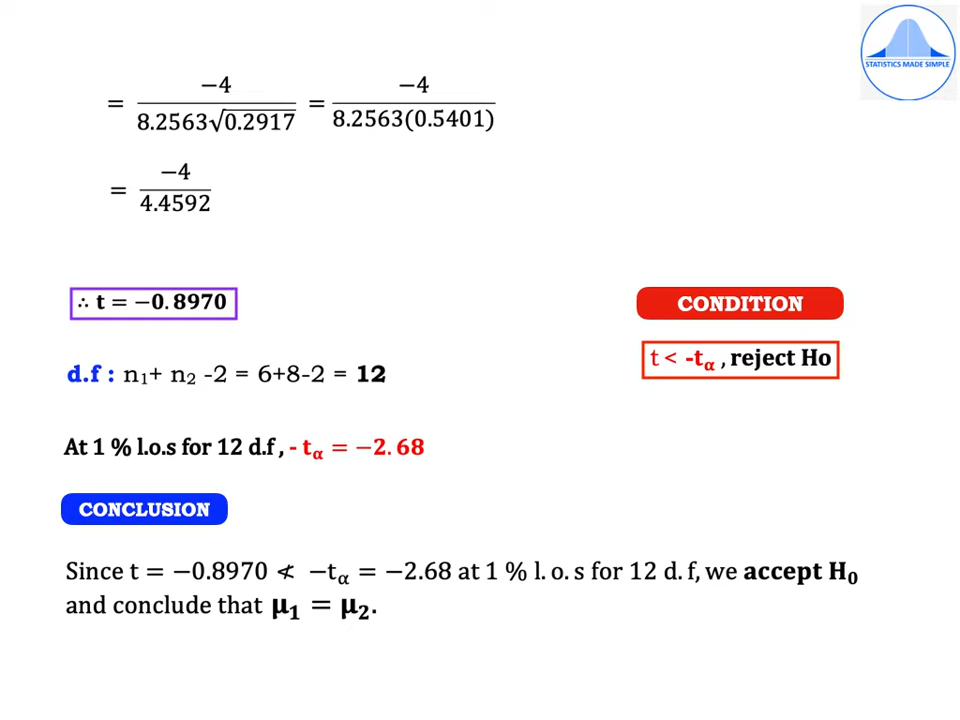 STATISTICS MADE SIMPLE
= −4 / 8.2563√0.2917 = −4 / 8.2563(0.5401)
= −4 / 4.4592
∴ t = −0.8970
CONDITION
t < -tα , reject Ho
d.f : n₁+ n₂ -2 = 6+8-2 = 12
At 1 % l.o.s for 12 d.f , - tα = −2.68
CONCLUSION
Since t = −0.8970 ≮ −tα = −2.68 at 1 % l. o. s for 12 d. f, we accept H₀
and conclude that μ₁ = μ₂.